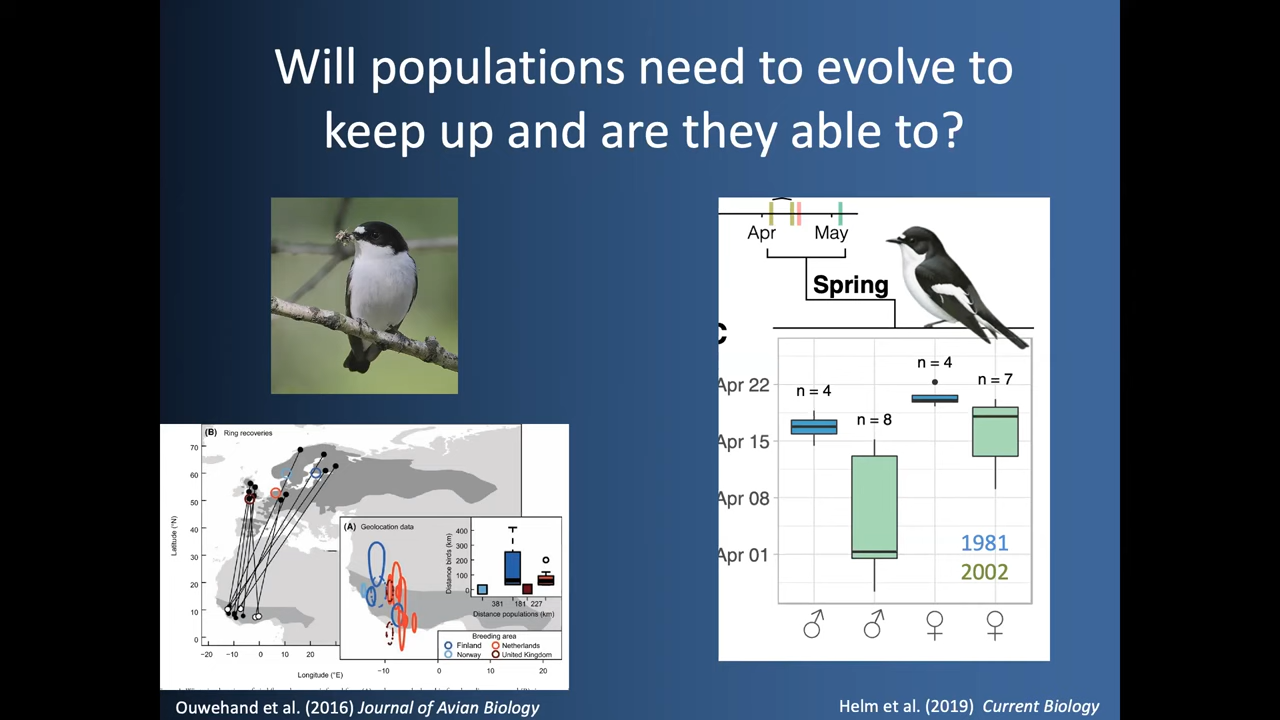 Will populations need to evolve to
keep up and are they able to?
Apr May
Spring
C
n = 4
n = 8
n = 4
n = 7
Apr 22
Apr 15
Apr 08
Apr 01
1981
2002
♂ ♂ ♀ ♀
(B) Ring recoveries
Latitude (°N)
70
60
50
40
30
20
10
0
−20 −10 0 10 20
Longitude (°E)
(A) Geolocation data
Distance birds (km)
400
300
200
100
0
381 181 227
Distance populations (km)
Breeding area
Finland Netherlands
Norway United Kingdom
−10 0 10 20
Ouwehand et al. (2016) Journal of Avian Biology
Helm et al. (2019) Current Biology